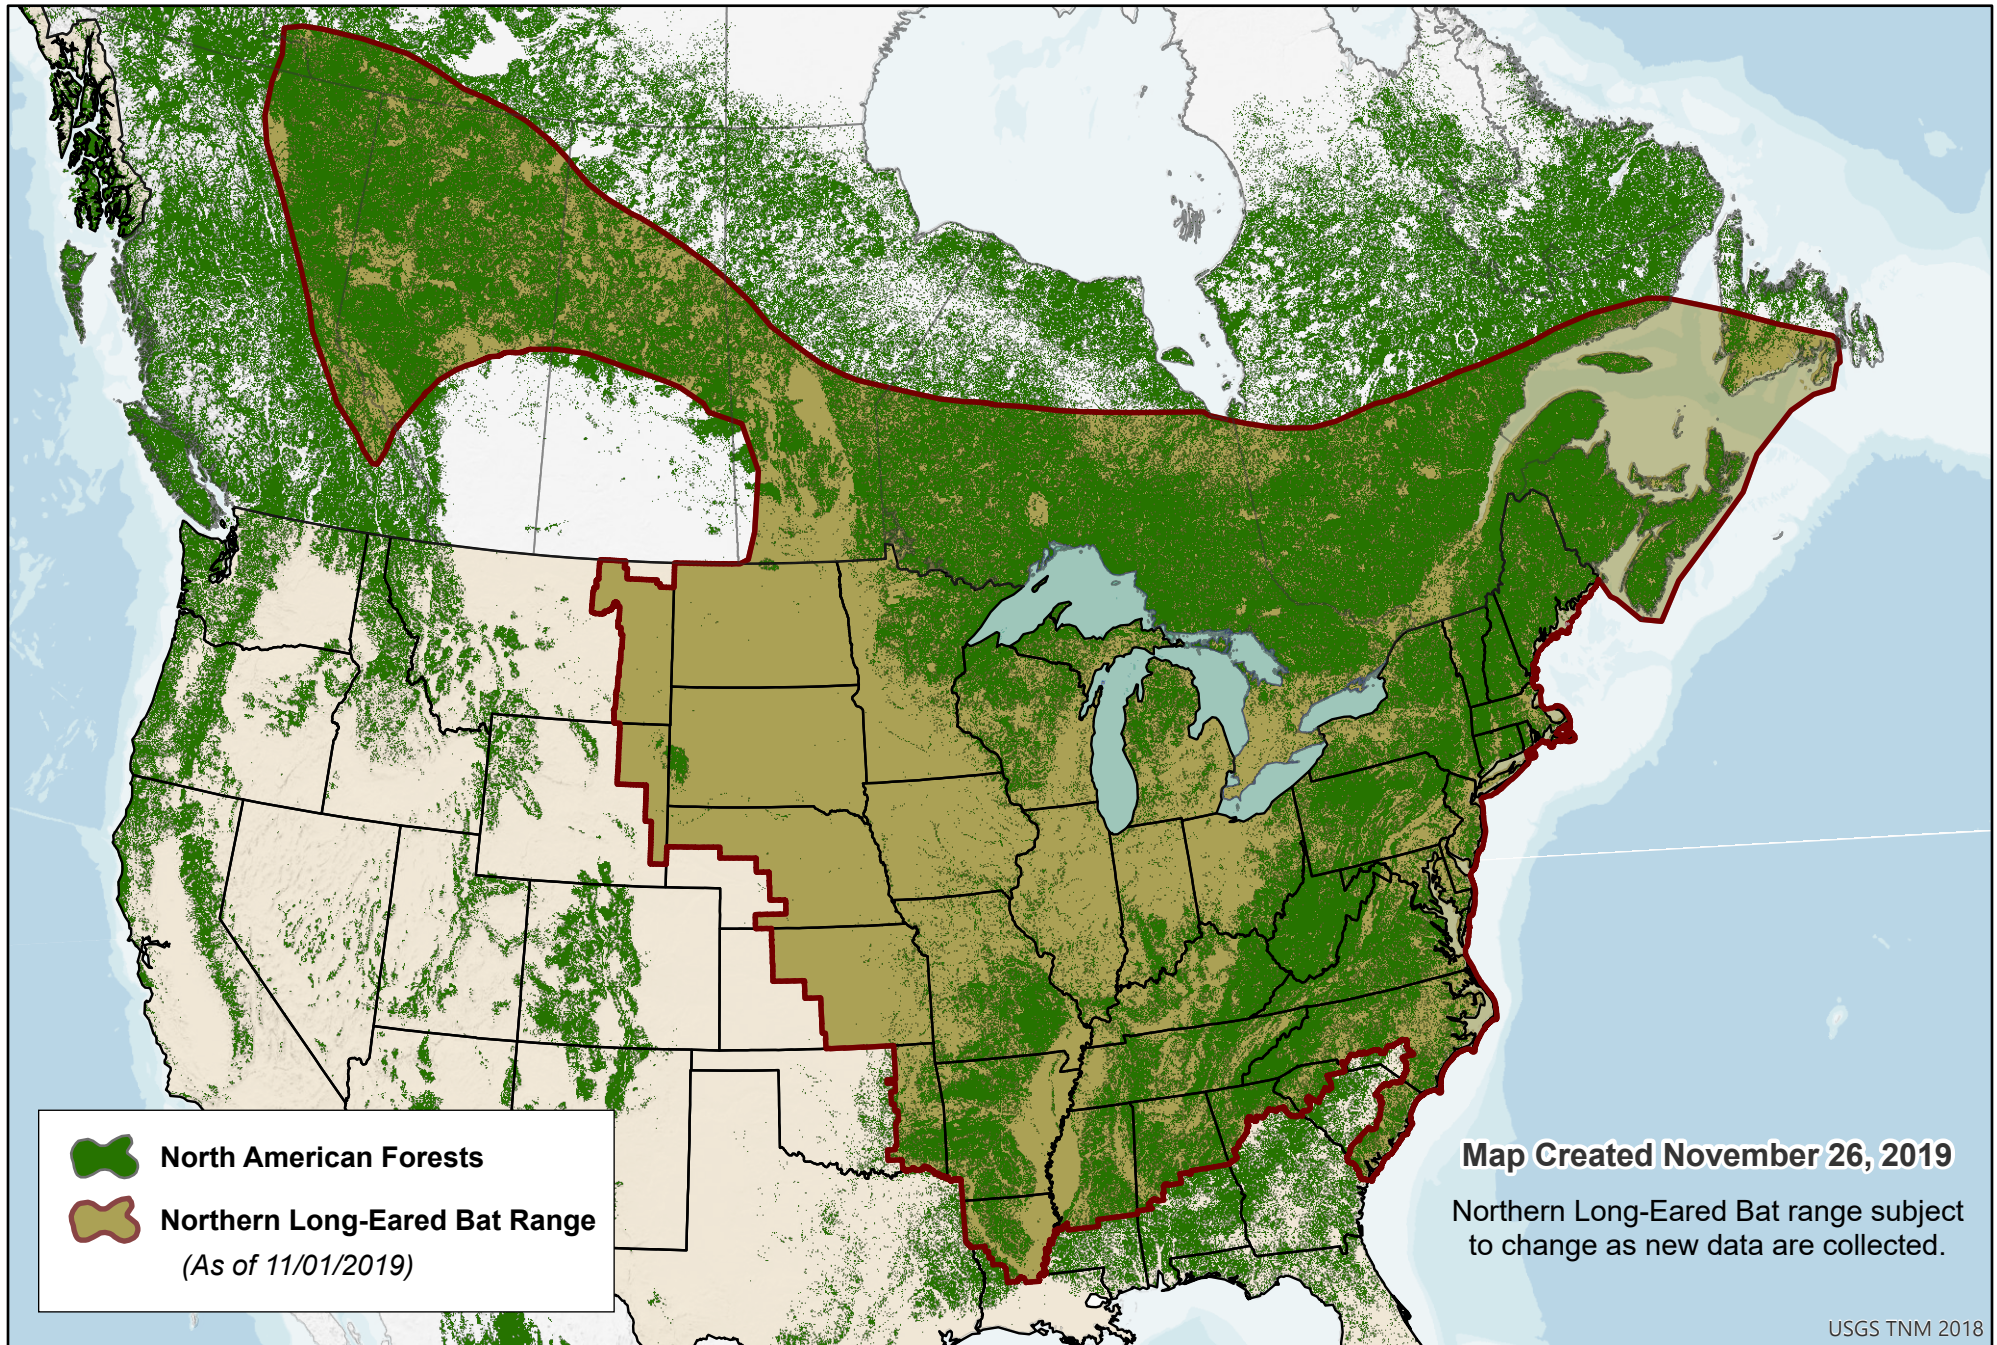 North American Forests
Northern Long-Eared Bat Range
(As of 11/01/2019)
Map Created November 26, 2019
Northern Long-Eared Bat range subject
to change as new data are collected.
USGS TNM 2018